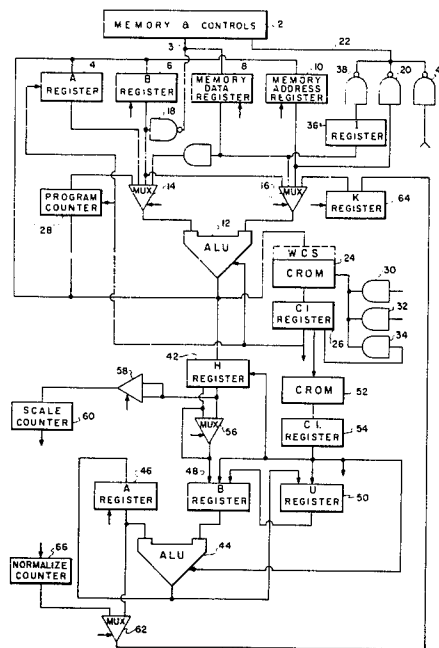 MEMORY & CONTROLS
2
3
22
4
6
8
10
38
20
4
A
REGISTER
B
REGISTER
MEMORY
DATA
REGISTER
MEMORY
ADDRESS
REGISTER
18
36
I
REGISTER
MUX
14
16
MUX
K
REGISTER
64
PROGRAM
COUNTER
28
12
ALU
WCS
24
CROM
30
32
34
C.I.
REGISTER
26
42
H
REGISTER
58
CROM
52
SCALE
COUNTER
60
MUX
56
C.I.
REGISTER
54
46
A
REGISTER
48
B
REGISTER
U
REGISTER
50
ALU
44
66
NORMALIZE
COUNTER
MUX
62